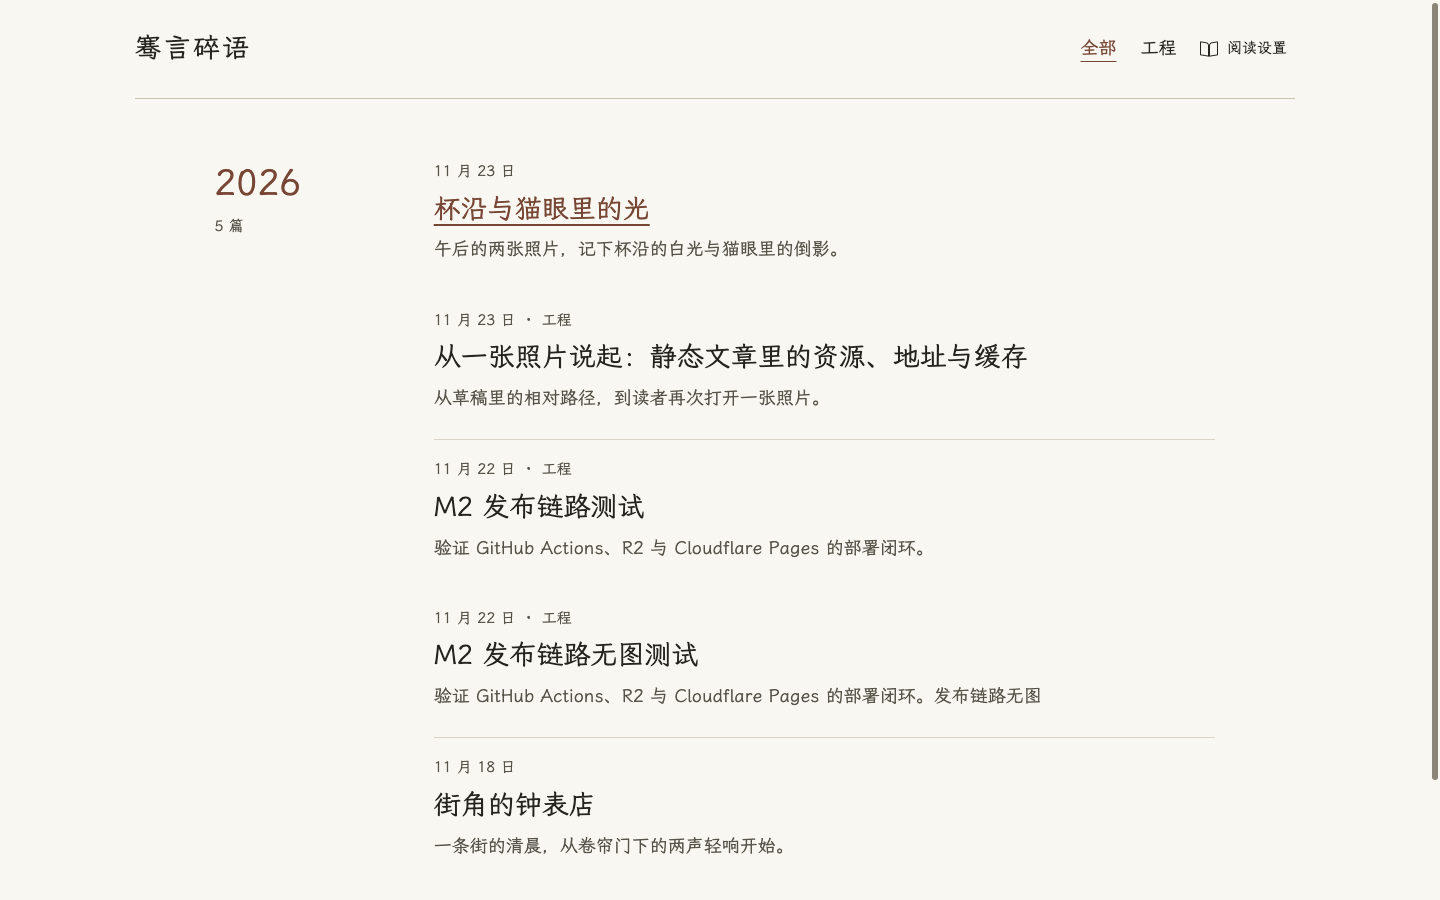 骞言碎语
全部
工程
阅读设置
2026
5 篇
11 月 23 日
杯沿与猫眼里的光
午后的两张照片，记下杯沿的白光与猫眼里的倒影。
11 月 23 日 · 工程
从一张照片说起：静态文章里的资源、地址与缓存
从草稿里的相对路径，到读者再次打开一张照片。
11 月 22 日 · 工程
M2 发布链路测试
验证 GitHub Actions、R2 与 Cloudflare Pages 的部署闭环。
11 月 22 日 · 工程
M2 发布链路无图测试
验证 GitHub Actions、R2 与 Cloudflare Pages 的部署闭环。发布链路无图
11 月 18 日
街角的钟表店
一条街的清晨，从卷帘门下的两声轻响开始。